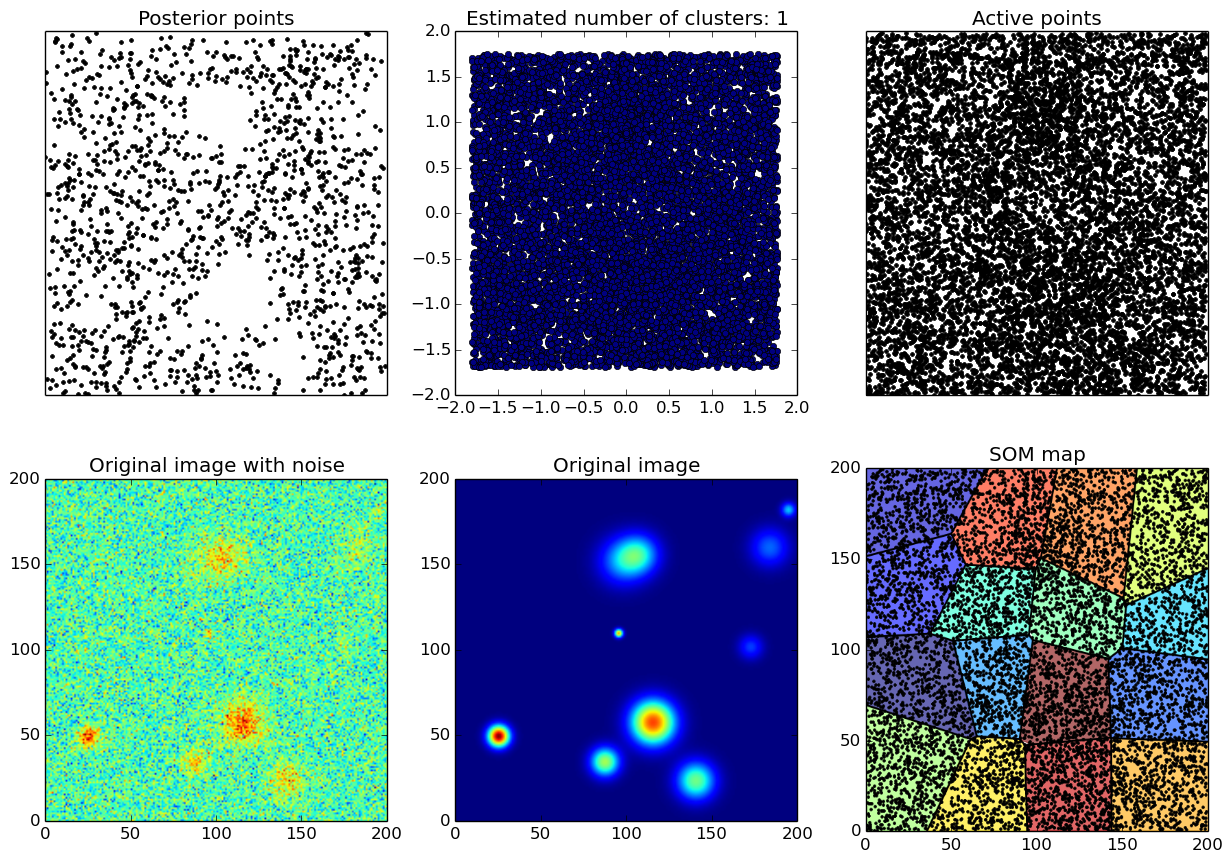 Posterior points
Estimated number of clusters: 1
Active points
2.0
1.5
1.0
0.5
0.0
−0.5
−1.0
−1.5
−2.0
−2.0 −1.5 −1.0 −0.5 0.0 0.5 1.0 1.5 2.0
Original image with noise
Original image
SOM map
200
150
100
50
0
0 50 100 150 200
200
150
100
50
0
0 50 100 150 200
200
150
100
50
0
0 50 100 150 200